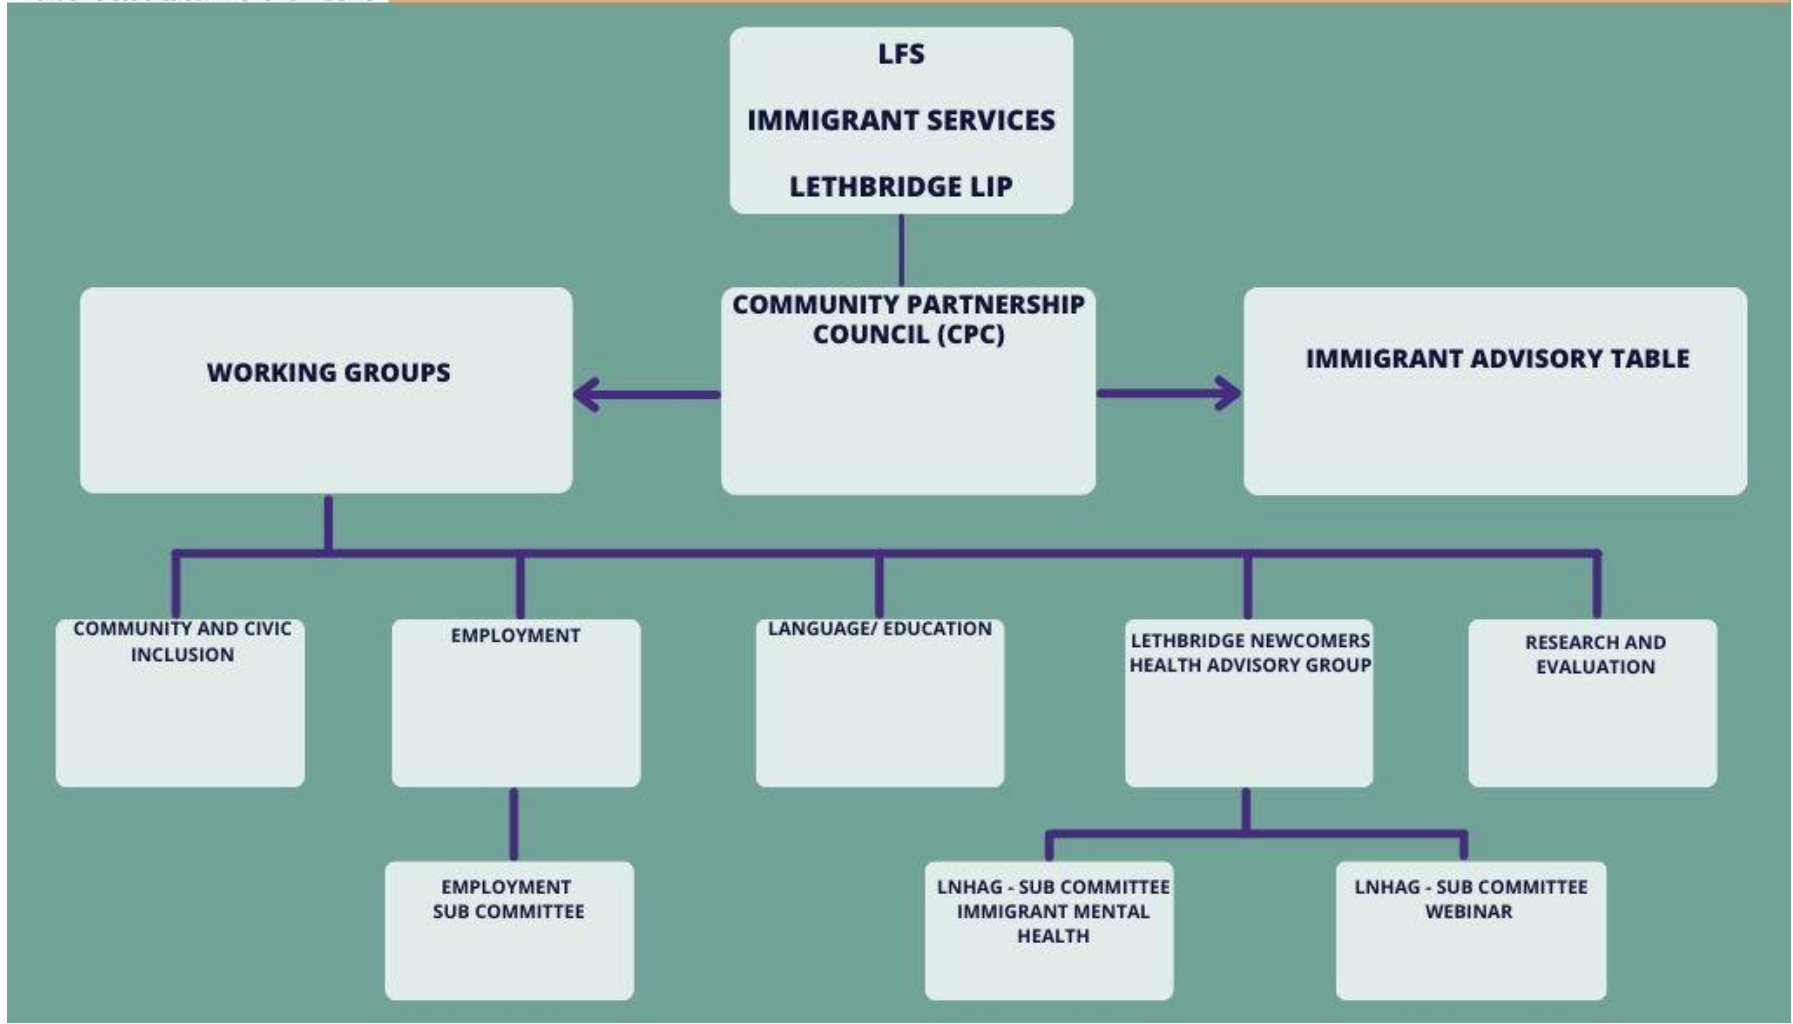 LFS
IMMIGRANT SERVICES
LETHBRIDGE LIP
WORKING GROUPS
COMMUNITY PARTNERSHIP
COUNCIL (CPC)
IMMIGRANT ADVISORY TABLE
COMMUNITY AND CIVIC
INCLUSION
EMPLOYMENT
LANGUAGE/ EDUCATION
LETHBRIDGE NEWCOMERS
HEALTH ADVISORY GROUP
RESEARCH AND
EVALUATION
EMPLOYMENT
SUB COMMITTEE
LNHAG - SUB COMMITTEE
IMMIGRANT MENTAL
HEALTH
LNHAG - SUB COMMITTEE
WEBINAR